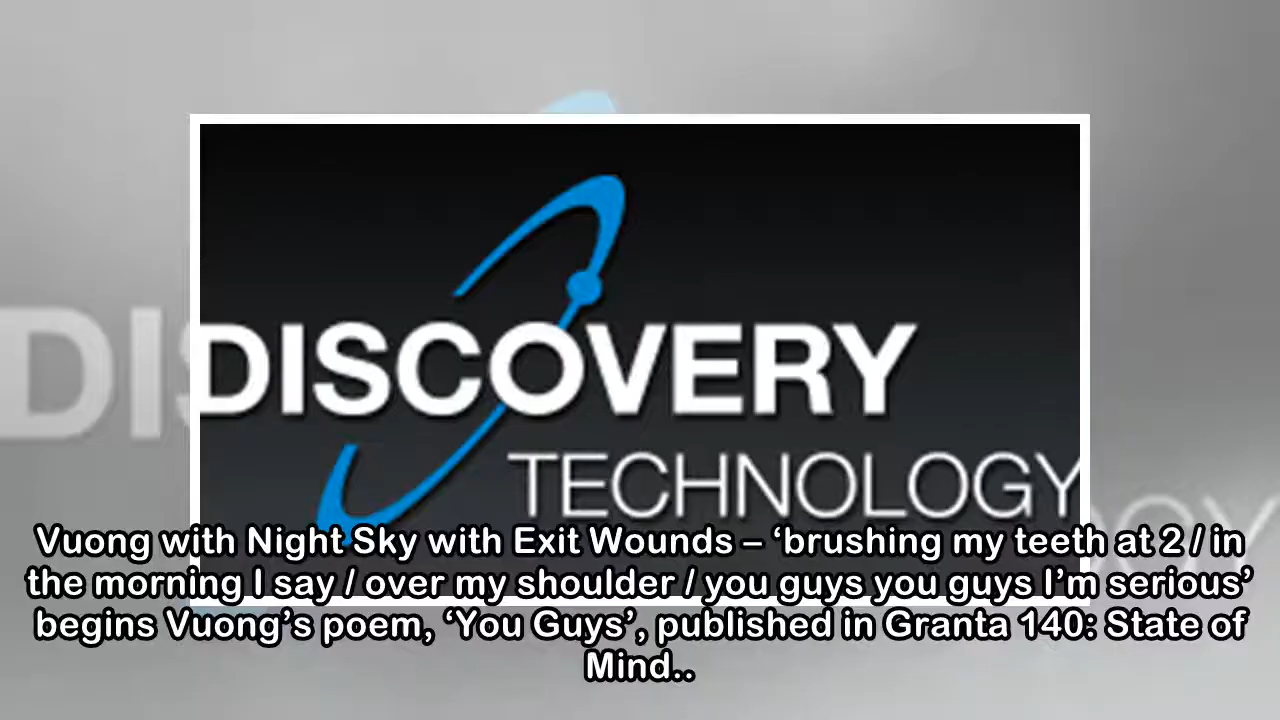 DISCOVERY
TECHNOLOGY
Vuong with Night Sky with Exit Wounds – ‘brushing my teeth at 2 / in
the morning I say / over my shoulder / you guys you guys I’m serious’
begins Vuong’s poem, ‘You Guys’, published in Granta 140: State of
Mind..